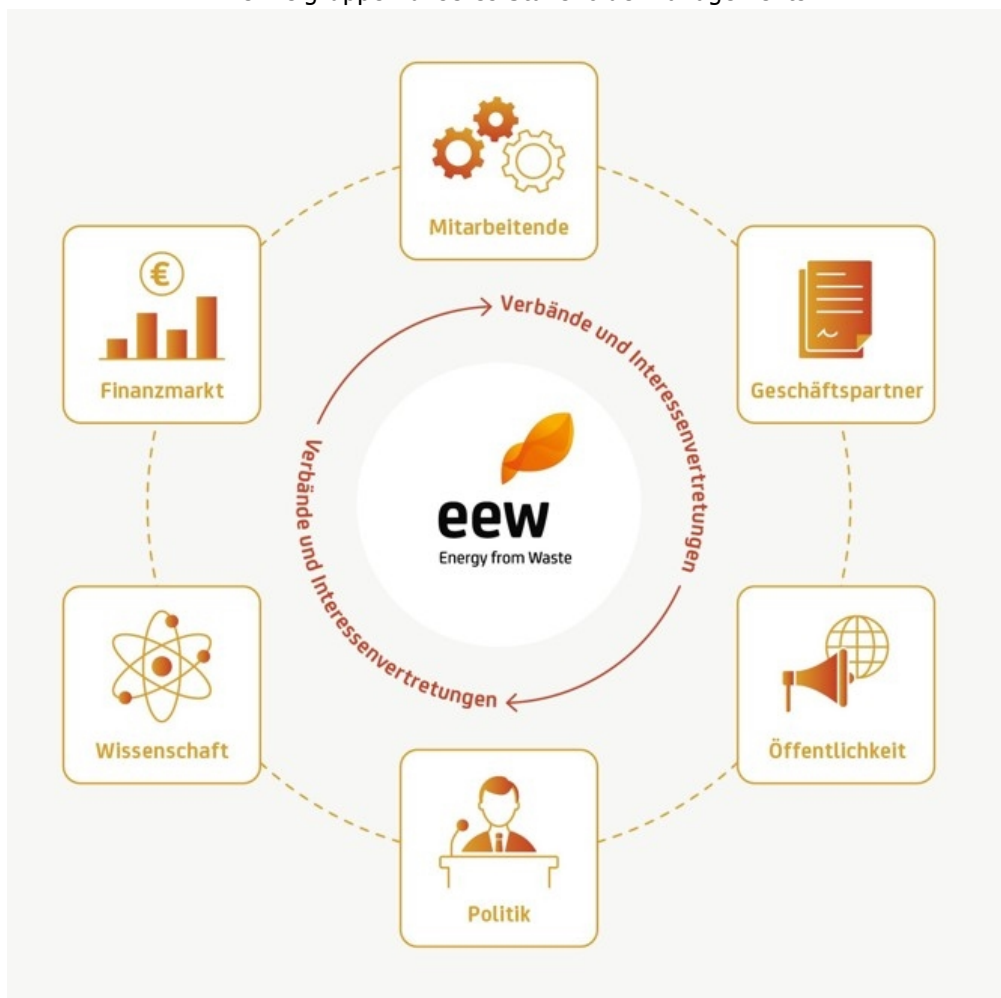 Mitarbeitende
Finanzmarkt
€
Geschäftspartner
Verbände und Interessenvertretungen
eew
Energy from Waste
Verbände und Interessenvertretungen
Wissenschaft
Öffentlichkeit
Politik